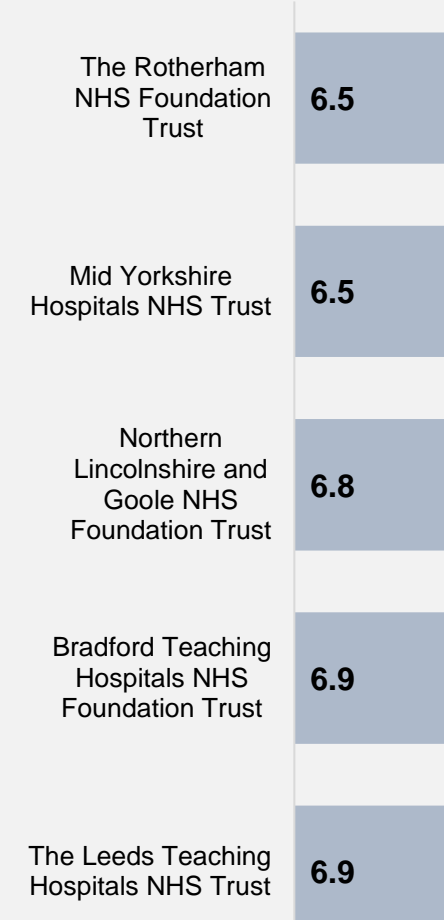 The Rotherham
NHS Foundation
Trust
6.5
Mid Yorkshire
Hospitals NHS Trust
6.5
Northern
Lincolnshire and
Goole NHS
Foundation Trust
6.8
Bradford Teaching
Hospitals NHS
Foundation Trust
6.9
The Leeds Teaching
Hospitals NHS Trust
6.9